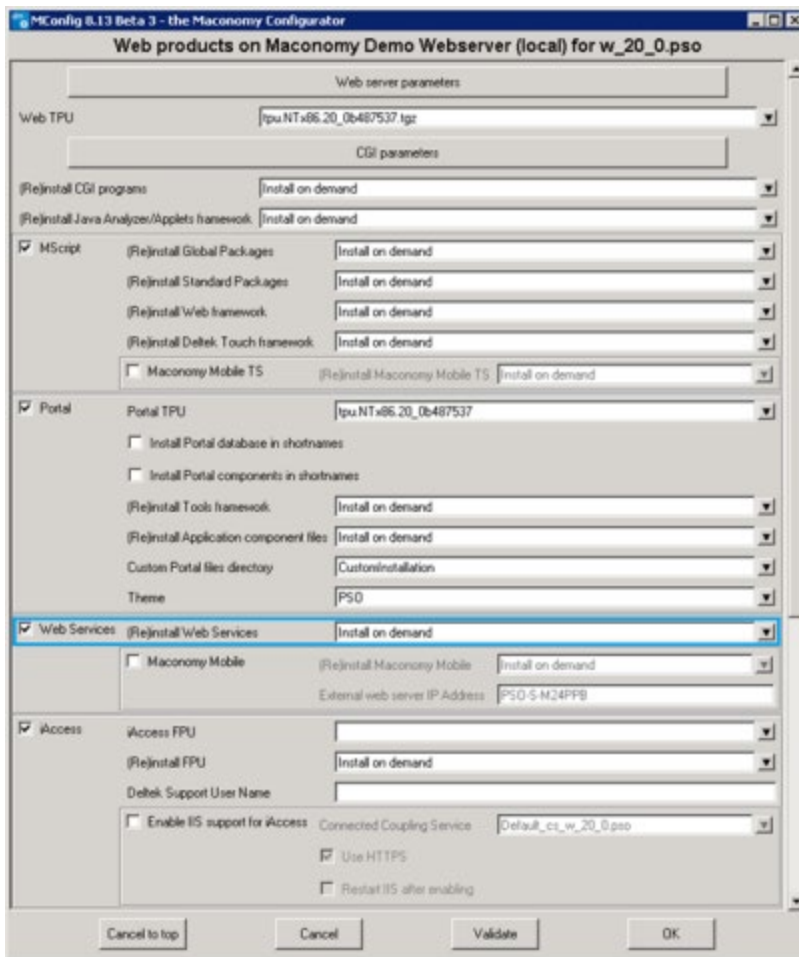 MConfig 8.13 Beta 3 - the Maconomy Configurator
Web products on Maconomy Demo Webserver (local) for w_20_0.pso
Web server parameters
Web TPU tpu.NTx86.20_0b487537.tgz
CGI parameters
(Re)install CGI programs Install on demand
(Re)install Java Analyzer/Applets framework Install on demand
MScript (Re)install Global Packages Install on demand
(Re)install Standard Packages Install on demand
(Re)install Web framework Install on demand
(Re)install Deltek Touch framework Install on demand
Maconomy Mobile TS (Re)install Maconomy Mobile TS Install on demand
Portal Portal TPU tpu.NTx86.20_0b487537
Install Portal database in shortnames
Install Portal components in shortnames
(Re)install Tools framework Install on demand
(Re)install Application component files Install on demand
Custom Portal files directory CustomInstallation
Theme PSO
Web Services (Re)install Web Services Install on demand
Maconomy Mobile (Re)install Maconomy Mobile Install on demand
External web server IP Address PSO-S-M24PPB
iAccess iAccess FPU
(Re)install FPU Install on demand
Deltek Support User Name
Enable IIS support for iAccess Connected Coupling Service Default_cs_w_20_0.pso
Use HTTPS
Restart IIS after enabling
Cancel to top Cancel Validate OK